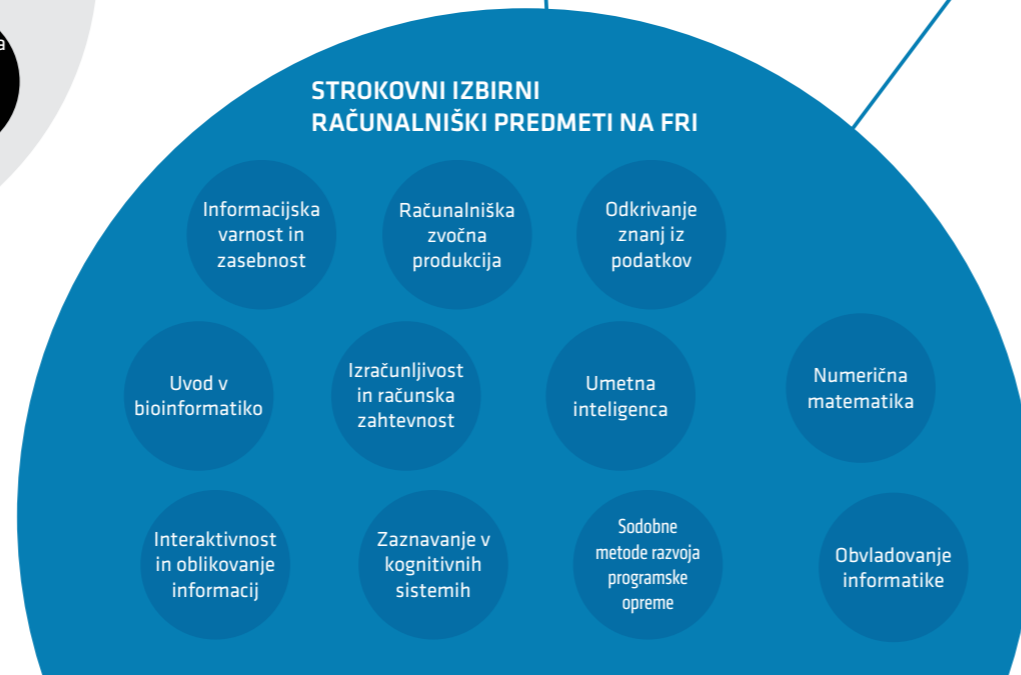 a
STROKOVNI IZBIRNI
RAČUNALNIŠKI PREDMETI NA FRI
Informacijska
varnost in
zasebnost
Računalniška
zvočna
produkcija
Odkrivanje
znanj iz
podatkov
Uvod v
bioinformatiko
Izračunljivost
in računska
zahtevnost
Umetna
inteligenca
Numerična
matematika
Interaktivnost
in oblikovanje
informacij
Zaznavanje v
kognitivnih
sistemih
Sodobne
metode razvoja
programske
opreme
Obvladovanje
informatike